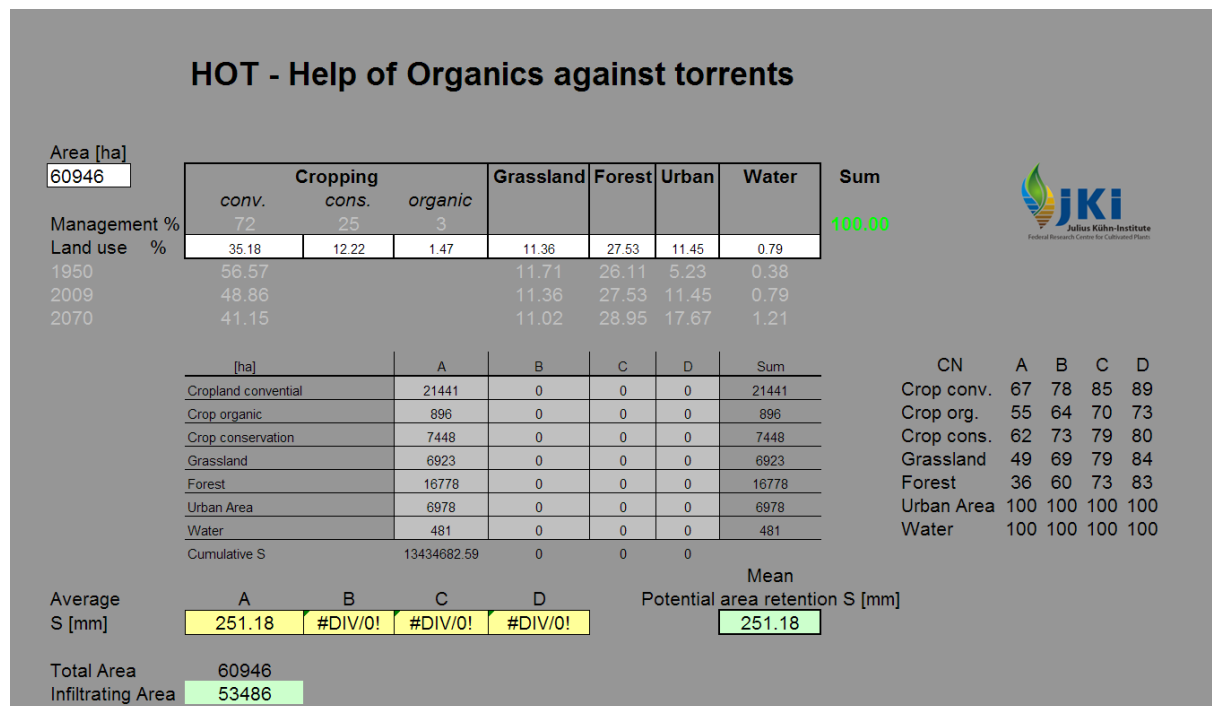 HOT - Help of Organics against torrents
Area [ha]
60946
Cropping Grassland Forest Urban Water Sum
conv. cons. organic
Management % 72 25 3 100.00
Land use % 35.18 12.22 1.47 11.36 27.53 11.45 0.79
1950 56.57 11.71 26.11 5.23 0.38
2009 48.86 11.36 27.53 11.45 0.79
2070 41.15 11.02 28.95 17.67 1.21
JKI
Julius Kühn-Institute
Federal Research Centre for Cultivated Plants
[ha] A B C D Sum
Cropland convential 21441 0 0 0 21441
Crop organic 896 0 0 0 896
Crop conservation 7448 0 0 0 7448
Grassland 6923 0 0 0 6923
Forest 16778 0 0 0 16778
Urban Area 6978 0 0 0 6978
Water 481 0 0 0 481
Cumulative S 13434682.59 0 0 0
CN A B C D
Crop conv. 67 78 85 89
Crop org. 55 64 70 73
Crop cons. 62 73 79 80
Grassland 49 69 79 84
Forest 36 60 73 83
Urban Area 100 100 100 100
Water 100 100 100 100
Mean
Average A B C D Potential area retention S [mm]
S [mm] 251.18 #DIV/0! #DIV/0! #DIV/0! 251.18
Total Area 60946
Infiltrating Area 53486